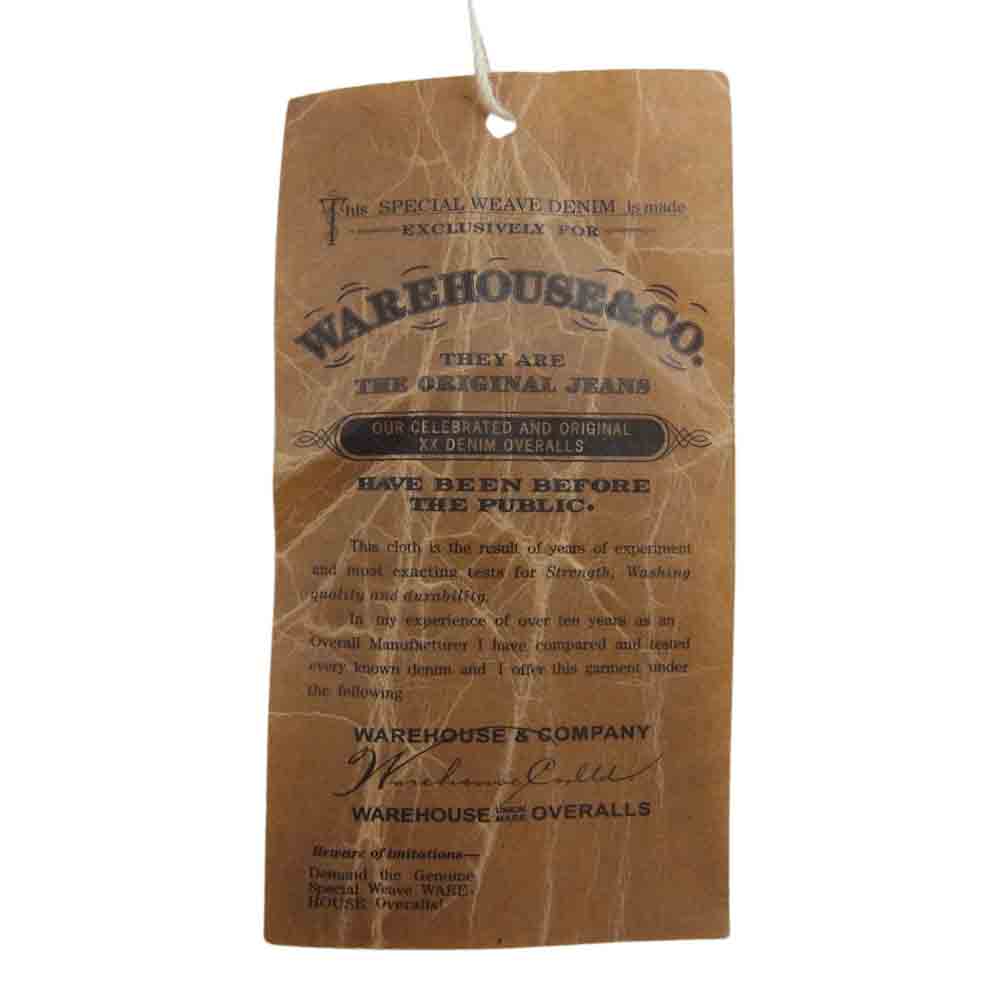 This SPECIAL WEAVE DENIM is made
EXCLUSIVELY FOR
WAREHOUSE&CO.
THEY ARE
THE ORIGINAL JEANS
OUR CELEBRATED AND ORIGINAL
XX DENIM OVERALLS
HAVE BEEN BEFORE
THE PUBLIC.
This cloth is the result of years of experiment
and most exacting tests for Strength, Washing
quality and durability.
In my experience of over ten years as an
Overall Manufacturer I have compared and tested
every known denim and I offer this garment under
the following
WAREHOUSE & COMPANY
Warehouse Co.,ltd.
WAREHOUSE UNION MADE OVERALLS
Beware of imitations—
Demand the Genuine
Special Weave WARE-
HOUSE Overalls!